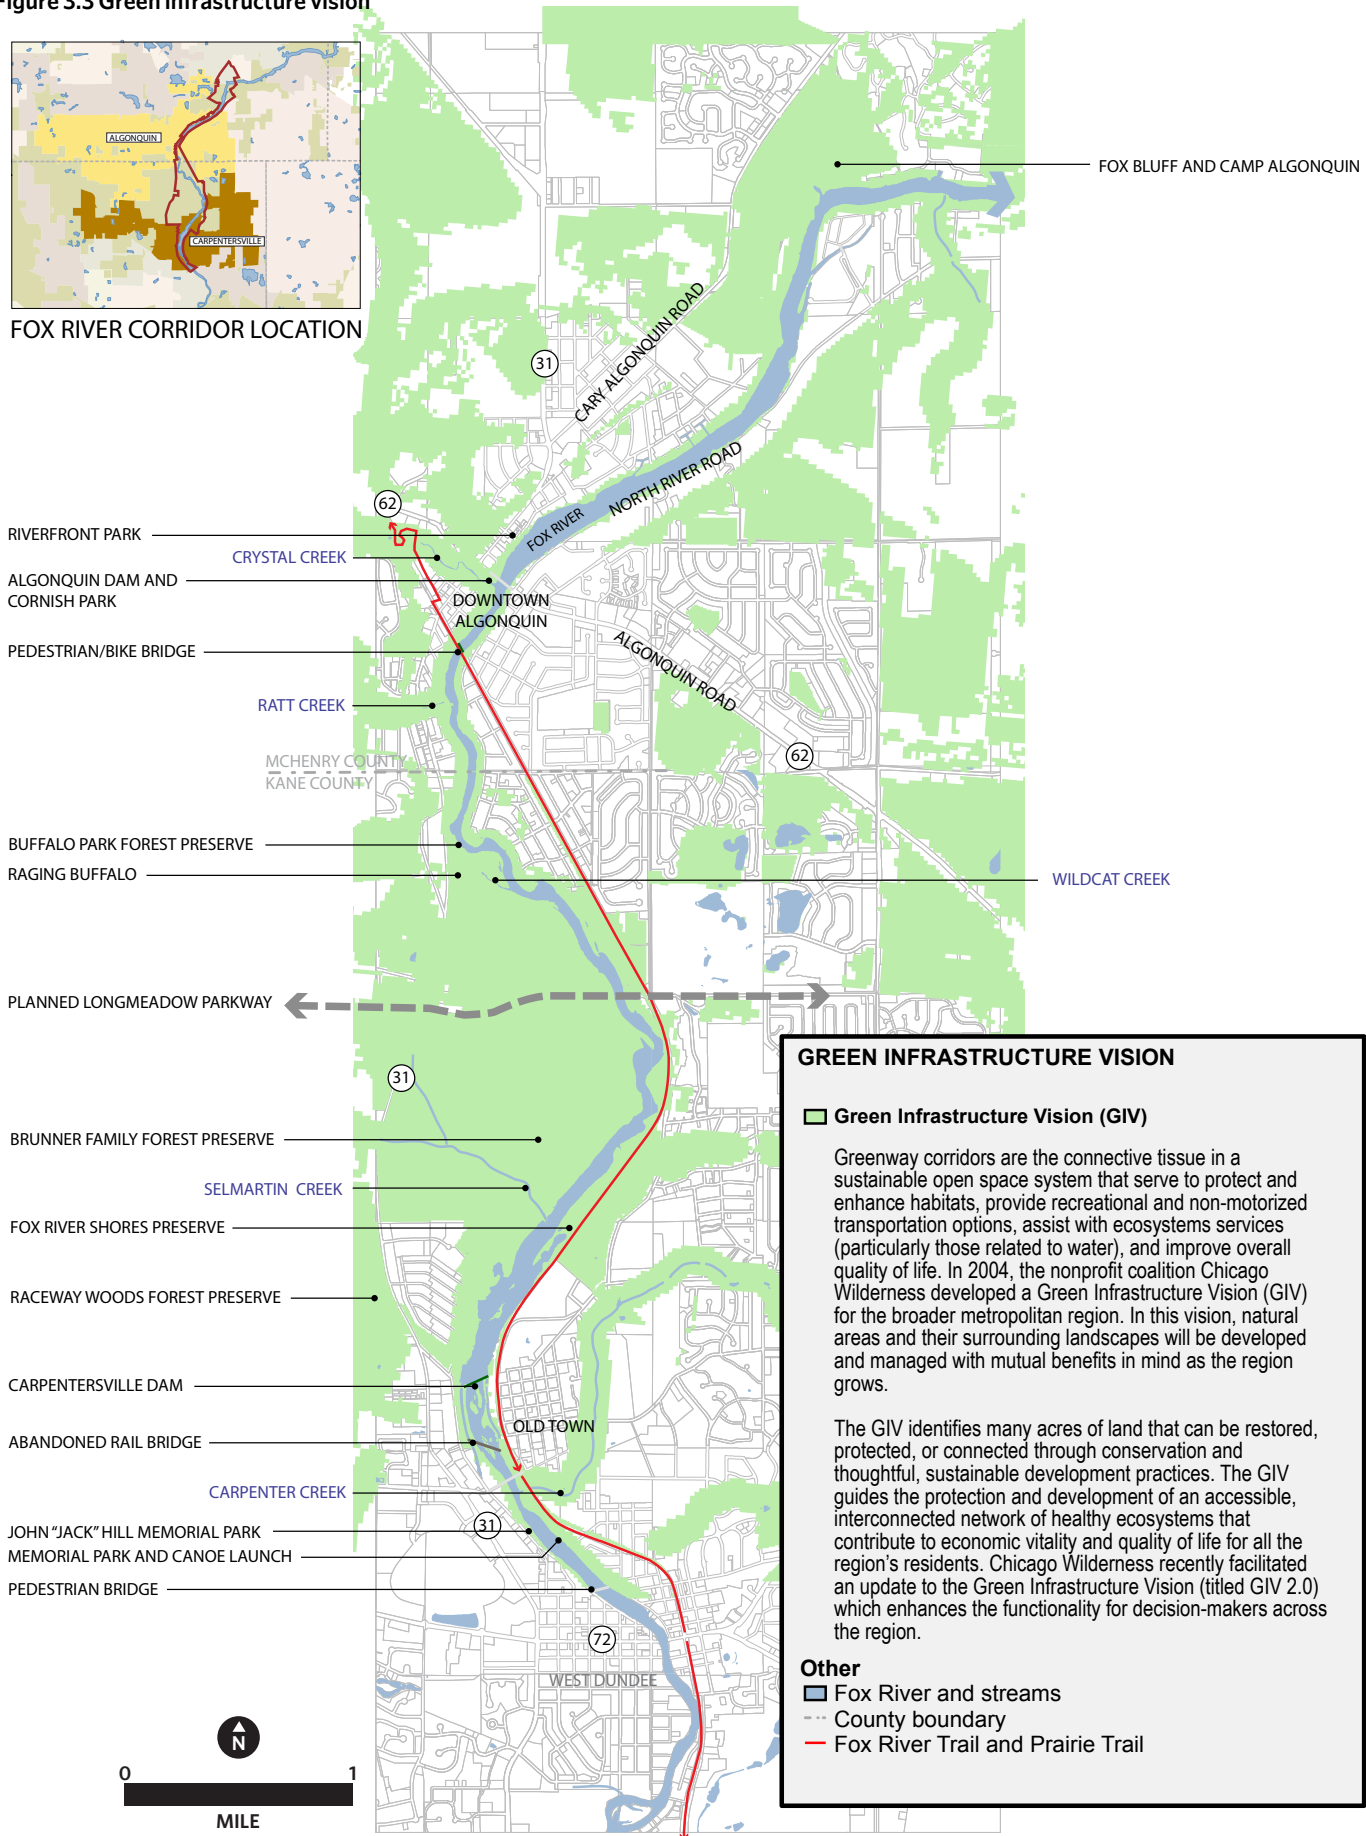 Figure 3.3 Green infrastructure vision
ALGONQUIN
CARPENTERSVILLE
FOX RIVER CORRIDOR LOCATION
FOX BLUFF AND CAMP ALGONQUIN
31
CARY ALGONQUIN ROAD
NORTH RIVER ROAD
FOX RIVER
62
RIVERFRONT PARK
CRYSTAL CREEK
ALGONQUIN DAM AND
CORNISH PARK
DOWNTOWN
ALGONQUIN
ALGONQUIN ROAD
PEDESTRIAN/BIKE BRIDGE
RATT CREEK
62
MCHENRY COUNTY
KANE COUNTY
BUFFALO PARK FOREST PRESERVE
RAGING BUFFALO
WILDCAT CREEK
PLANNED LONGMEADOW PARKWAY
31
BRUNNER FAMILY FOREST PRESERVE
SELMARTIN CREEK
FOX RIVER SHORES PRESERVE
RACEWAY WOODS FOREST PRESERVE
CARPENTERSVILLE DAM
OLD TOWN
ABANDONED RAIL BRIDGE
CARPENTER CREEK
31
JOHN “JACK” HILL MEMORIAL PARK
MEMORIAL PARK AND CANOE LAUNCH
PEDESTRIAN BRIDGE
72
WEST DUNDEE
N
0 1
MILE
GREEN INFRASTRUCTURE VISION
Green Infrastructure Vision (GIV)
Greenway corridors are the connective tissue in a
sustainable open space system that serve to protect and
enhance habitats, provide recreational and non-motorized
transportation options, assist with ecosystems services
(particularly those related to water), and improve overall
quality of life. In 2004, the nonprofit coalition Chicago
Wilderness developed a Green Infrastructure Vision (GIV)
for the broader metropolitan region. In this vision, natural
areas and their surrounding landscapes will be developed
and managed with mutual benefits in mind as the region
grows.
The GIV identifies many acres of land that can be restored,
protected, or connected through conservation and
thoughtful, sustainable development practices. The GIV
guides the protection and development of an accessible,
interconnected network of healthy ecosystems that
contribute to economic vitality and quality of life for all the
region’s residents. Chicago Wilderness recently facilitated
an update to the Green Infrastructure Vision (titled GIV 2.0)
which enhances the functionality for decision-makers across
the region.
Other
Fox River and streams
County boundary
Fox River Trail and Prairie Trail